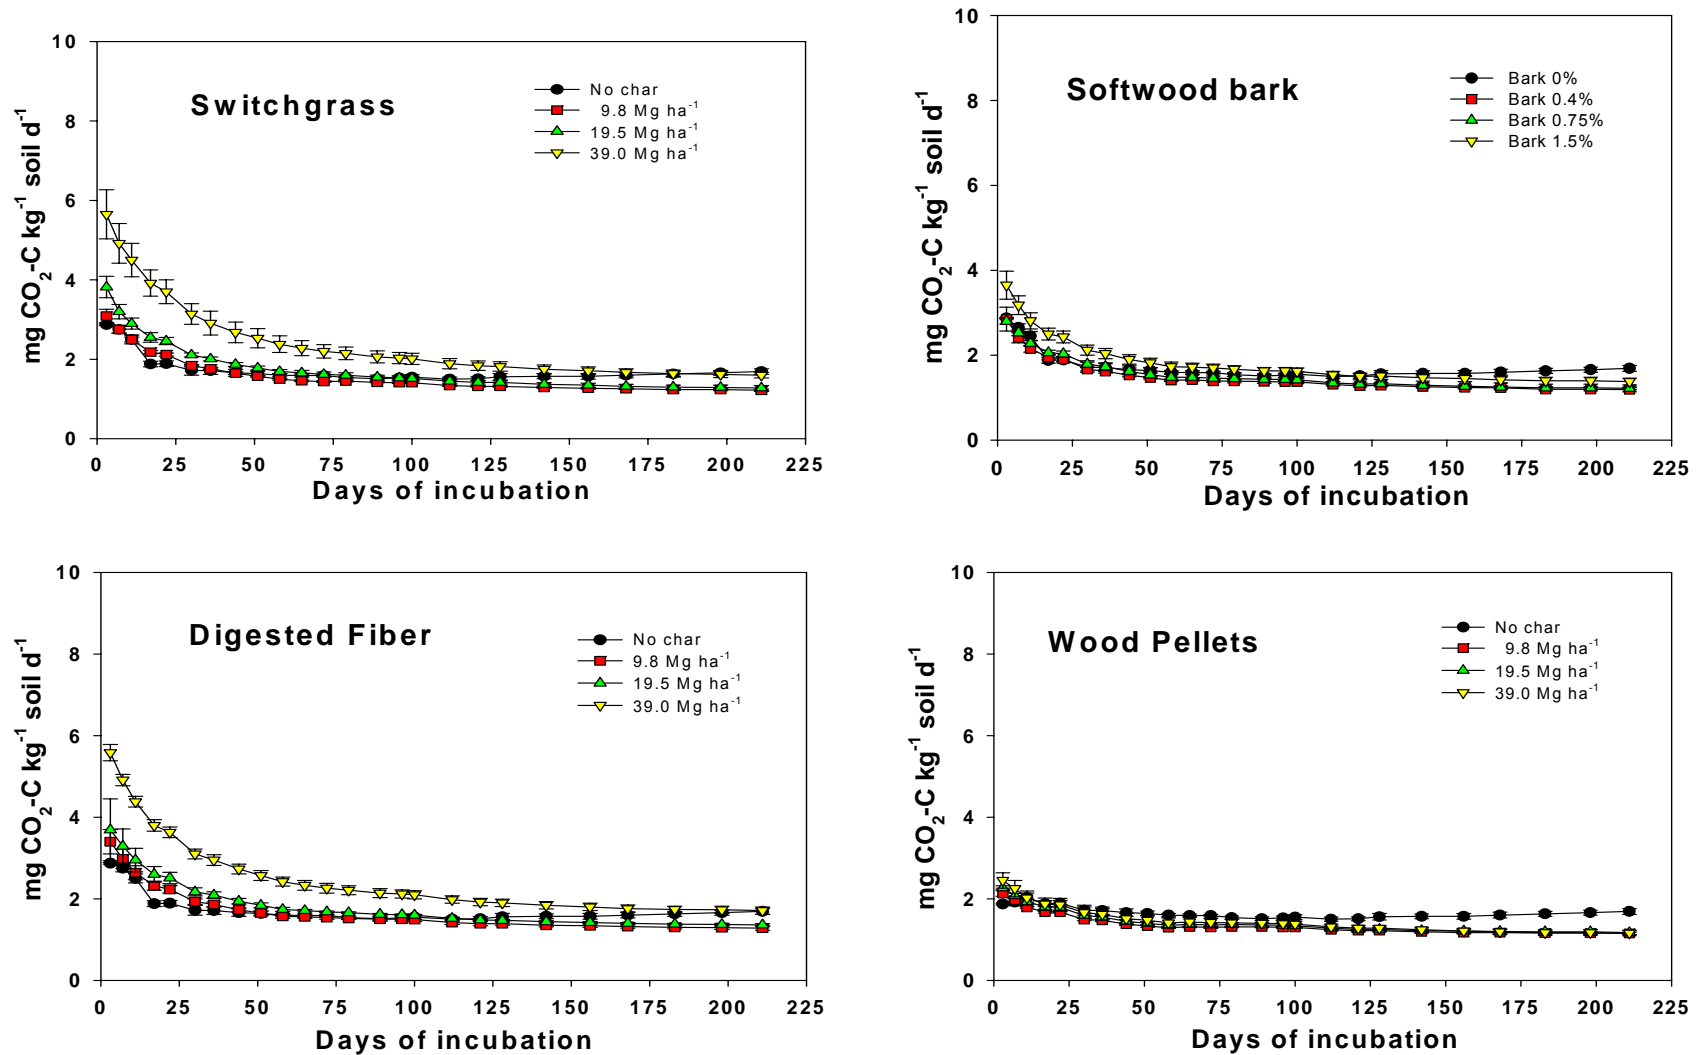 Switchgrass
No char
9.8 Mg ha⁻¹
19.5 Mg ha⁻¹
39.0 Mg ha⁻¹
mg CO₂-C kg⁻¹ soil d⁻¹
10
8
6
4
2
0
0 25 50 75 100 125 150 175 200 225
Days of incubation
Softwood bark
Bark 0%
Bark 0.4%
Bark 0.75%
Bark 1.5%
mg CO₂-C kg⁻¹ soil d⁻¹
10
8
6
4
2
0
0 25 50 75 100 125 150 175 200 225
Days of incubation
Digested Fiber
No char
9.8 Mg ha⁻¹
19.5 Mg ha⁻¹
39.0 Mg ha⁻¹
mg CO₂-C kg⁻¹ soil d⁻¹
10
8
6
4
2
0
0 25 50 75 100 125 150 175 200 225
Days of incubation
Wood Pellets
No char
9.8 Mg ha⁻¹
19.5 Mg ha⁻¹
39.0 Mg ha⁻¹
mg CO₂-C kg⁻¹ soil d⁻¹
10
8
6
4
2
0
0 25 50 75 100 125 150 175 200 225
Days of incubation